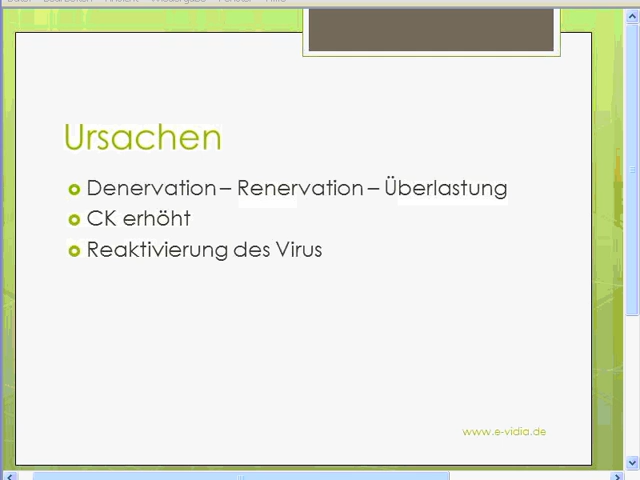 Ursachen
Denervation – Renervation – Überlastung
CK erhöht
Reaktivierung des Virus
www.e-vidia.de